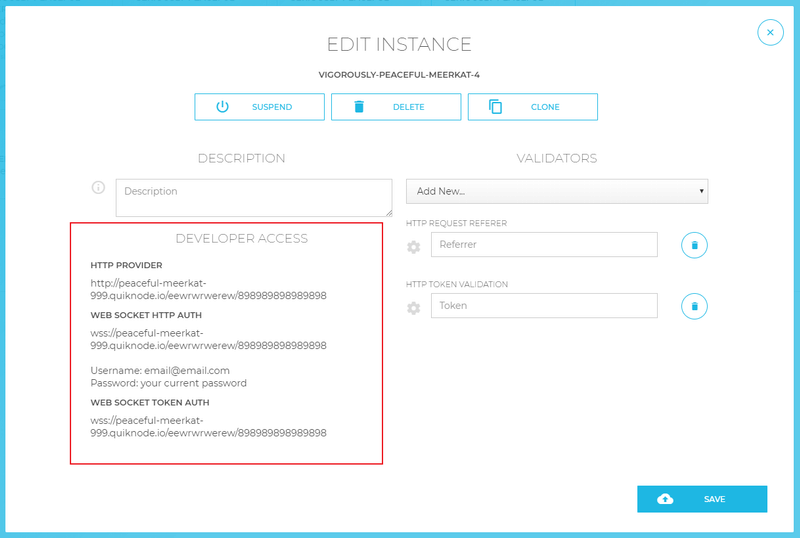 EDIT INSTANCE
VIGOROUSLY-PEACEFUL-MEERKAT-4
SUSPEND
DELETE
CLONE
DESCRIPTION
Description
DEVELOPER ACCESS
HTTP PROVIDER
http://peaceful-meerkat-
999.quiknode.io/eewrwrwerew/898989898989898
WEB SOCKET HTTP AUTH
wss://peaceful-meerkat-
999.quiknode.io/eewrwrwerew/898989898989898
Username: email@email.com
Password: your current password
WEB SOCKET TOKEN AUTH
wss://peaceful-meerkat-
999.quiknode.io/eewrwrwerew/898989898989898
VALIDATORS
Add New...
HTTP REQUEST REFERER
Referrer
HTTP TOKEN VALIDATION
Token
SAVE